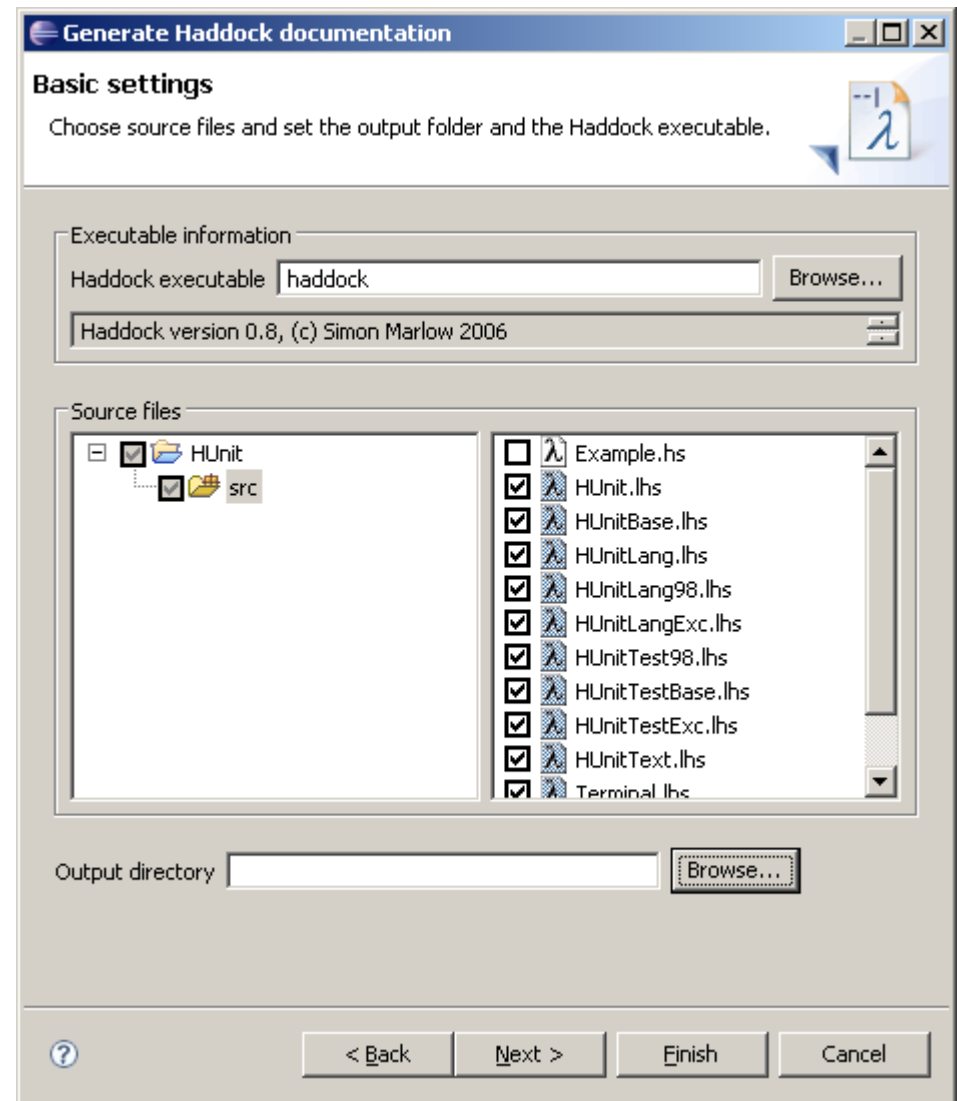 Generate Haddock documentation
Basic settings
Choose source files and set the output folder and the Haddock executable.
--|
λ
Executable information
Haddock executable haddock Browse...
Haddock version 0.8, (c) Simon Marlow 2006
Source files
HUnit
src
Example.hs
HUnit.lhs
HUnitBase.lhs
HUnitLang.lhs
HUnitLang98.lhs
HUnitLangExc.lhs
HUnitTest98.lhs
HUnitTestBase.lhs
HUnitTestExc.lhs
HUnitText.lhs
Terminal.lhs
Output directory Browse...
? < Back Next > Finish Cancel